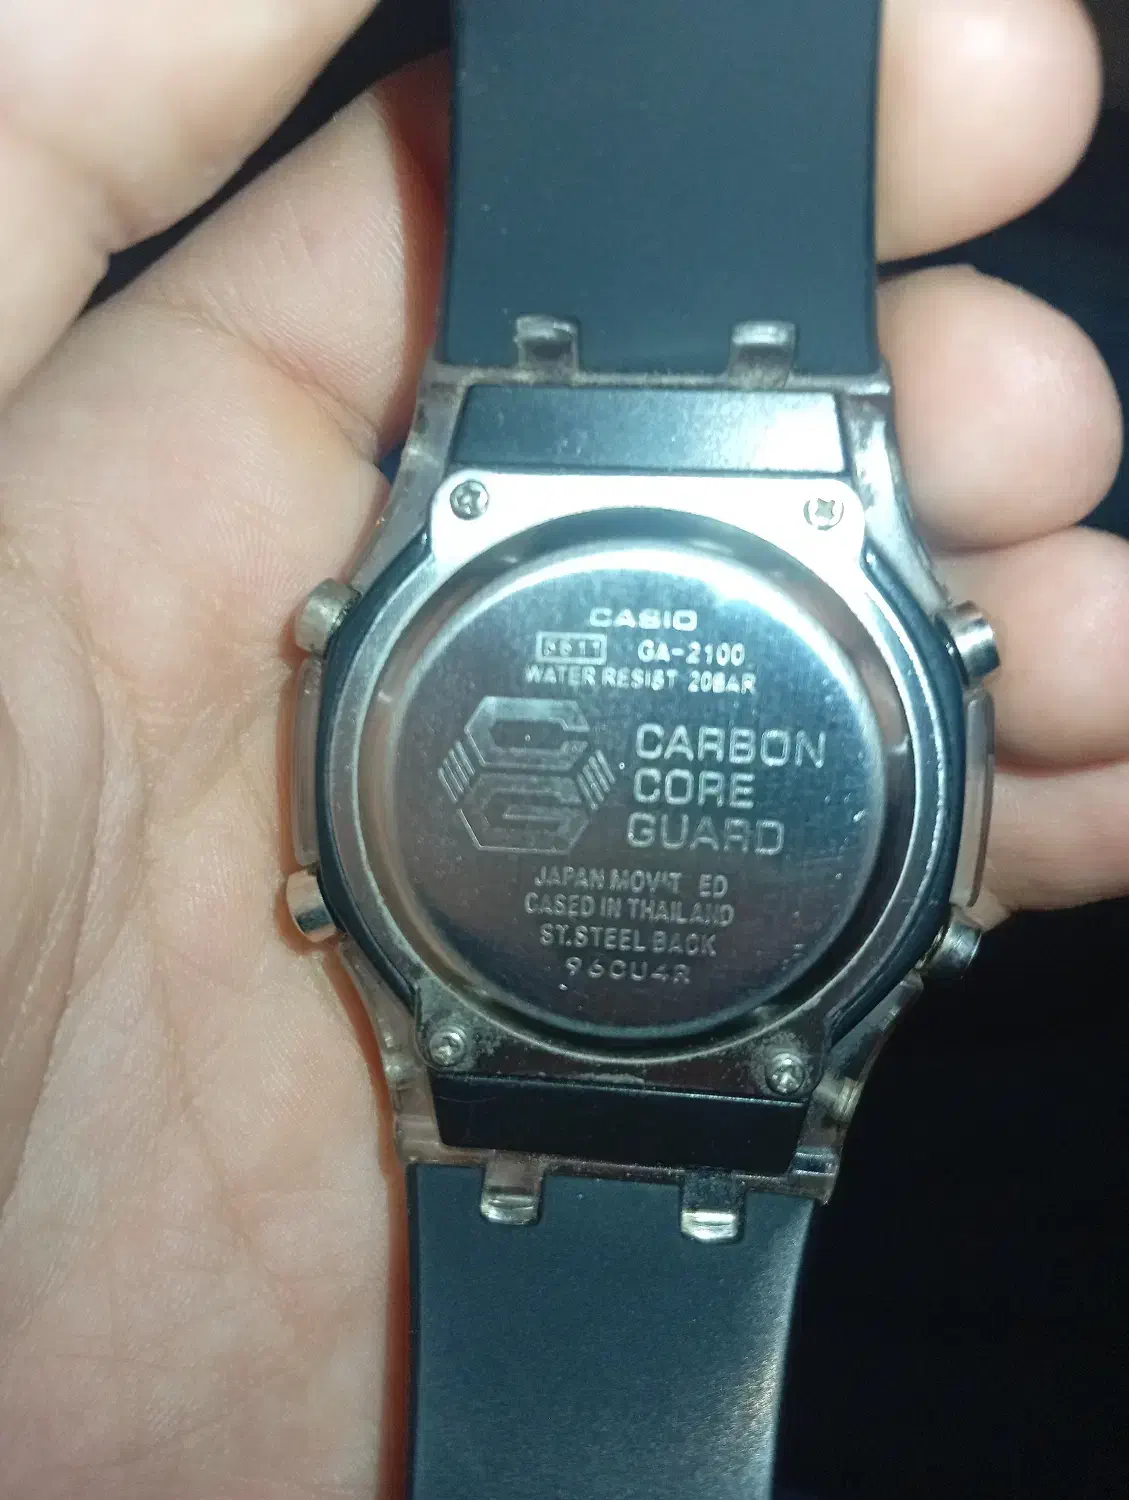 CASIO
5611 GA-2100
WATER RESIST 20BAR
CARBON
CORE
GUARD
JAPAN MOV'T ED
CASED IN THAILAND
ST.STEEL BACK
960U4R